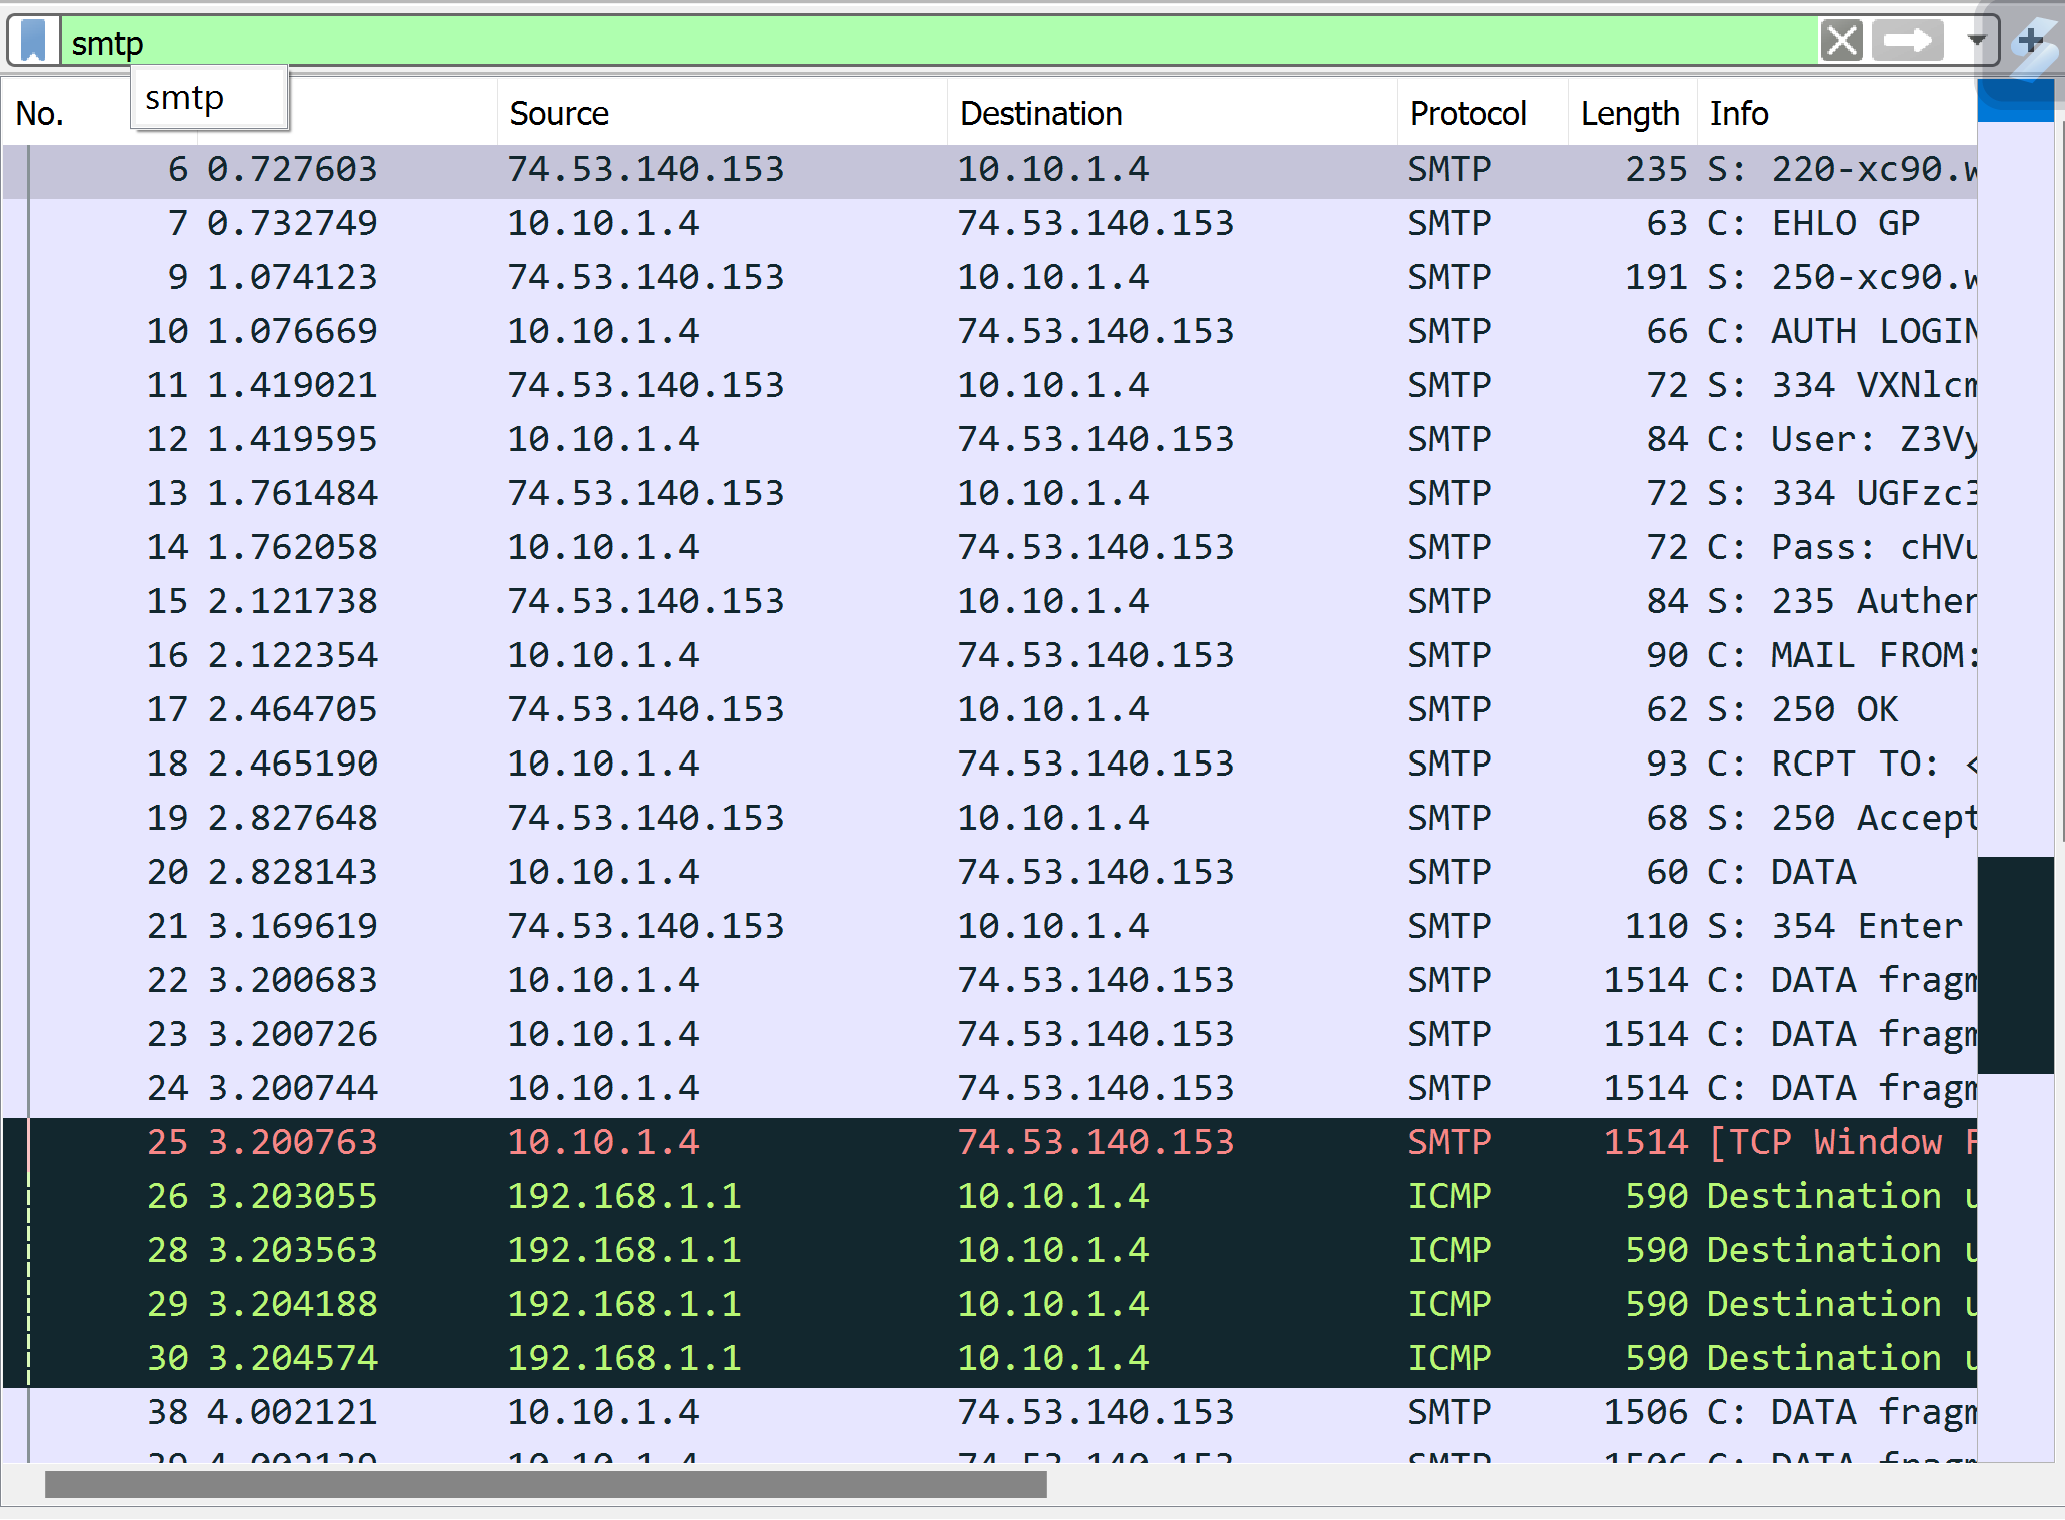 smtp
smtp
No. Source Destination Protocol Length Info
6 0.727603 74.53.140.153 10.10.1.4 SMTP 235 S: 220-xc90.w
7 0.732749 10.10.1.4 74.53.140.153 SMTP 63 C: EHLO GP
9 1.074123 74.53.140.153 10.10.1.4 SMTP 191 S: 250-xc90.w
10 1.076669 10.10.1.4 74.53.140.153 SMTP 66 C: AUTH LOGIN
11 1.419021 74.53.140.153 10.10.1.4 SMTP 72 S: 334 VXNlcm
12 1.419595 10.10.1.4 74.53.140.153 SMTP 84 C: User: Z3Vy
13 1.761484 74.53.140.153 10.10.1.4 SMTP 72 S: 334 UGFzc3
14 1.762058 10.10.1.4 74.53.140.153 SMTP 72 C: Pass: cHVu
15 2.121738 74.53.140.153 10.10.1.4 SMTP 84 S: 235 Authen
16 2.122354 10.10.1.4 74.53.140.153 SMTP 90 C: MAIL FROM:
17 2.464705 74.53.140.153 10.10.1.4 SMTP 62 S: 250 OK
18 2.465190 10.10.1.4 74.53.140.153 SMTP 93 C: RCPT TO: <
19 2.827648 74.53.140.153 10.10.1.4 SMTP 68 S: 250 Accept
20 2.828143 10.10.1.4 74.53.140.153 SMTP 60 C: DATA
21 3.169619 74.53.140.153 10.10.1.4 SMTP 110 S: 354 Enter
22 3.200683 10.10.1.4 74.53.140.153 SMTP 1514 C: DATA fragm
23 3.200726 10.10.1.4 74.53.140.153 SMTP 1514 C: DATA fragm
24 3.200744 10.10.1.4 74.53.140.153 SMTP 1514 C: DATA fragm
25 3.200763 10.10.1.4 74.53.140.153 SMTP 1514 [TCP Window F
26 3.203055 192.168.1.1 10.10.1.4 ICMP 590 Destination u
28 3.203563 192.168.1.1 10.10.1.4 ICMP 590 Destination u
29 3.204188 192.168.1.1 10.10.1.4 ICMP 590 Destination u
30 3.204574 192.168.1.1 10.10.1.4 ICMP 590 Destination u
38 4.002121 10.10.1.4 74.53.140.153 SMTP 1506 C: DATA fragm
39 4.002139 10.10.1.4 74.53.140.153 SMTP 1506 C: DATA fragm